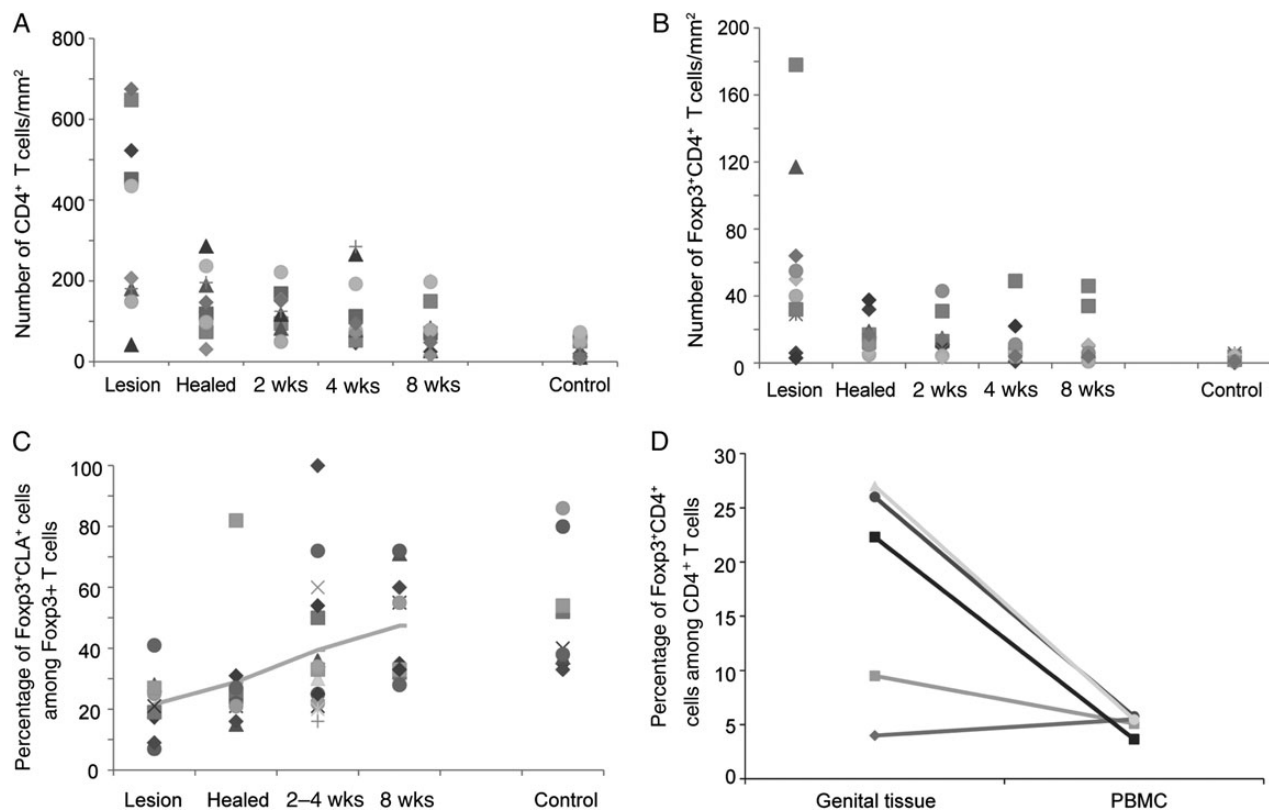 A
Number of CD4⁺ T cells/mm²
800
600
400
200
0
Lesion Healed 2 wks 4 wks 8 wks Control
B
Number of Foxp3⁺CD4⁺ T cells/mm²
200
160
120
80
40
0
Lesion Healed 2 wks 4 wks 8 wks Control
C
Percentage of Foxp3⁺CLA⁺ cells
among Foxp3+ T cells
100
80
60
40
20
0
Lesion Healed 2–4 wks 8 wks Control
D
Percentage of Foxp3⁺CD4⁺
cells among CD4⁺ T cells
30
25
20
15
10
5
0
Genital tissue PBMC